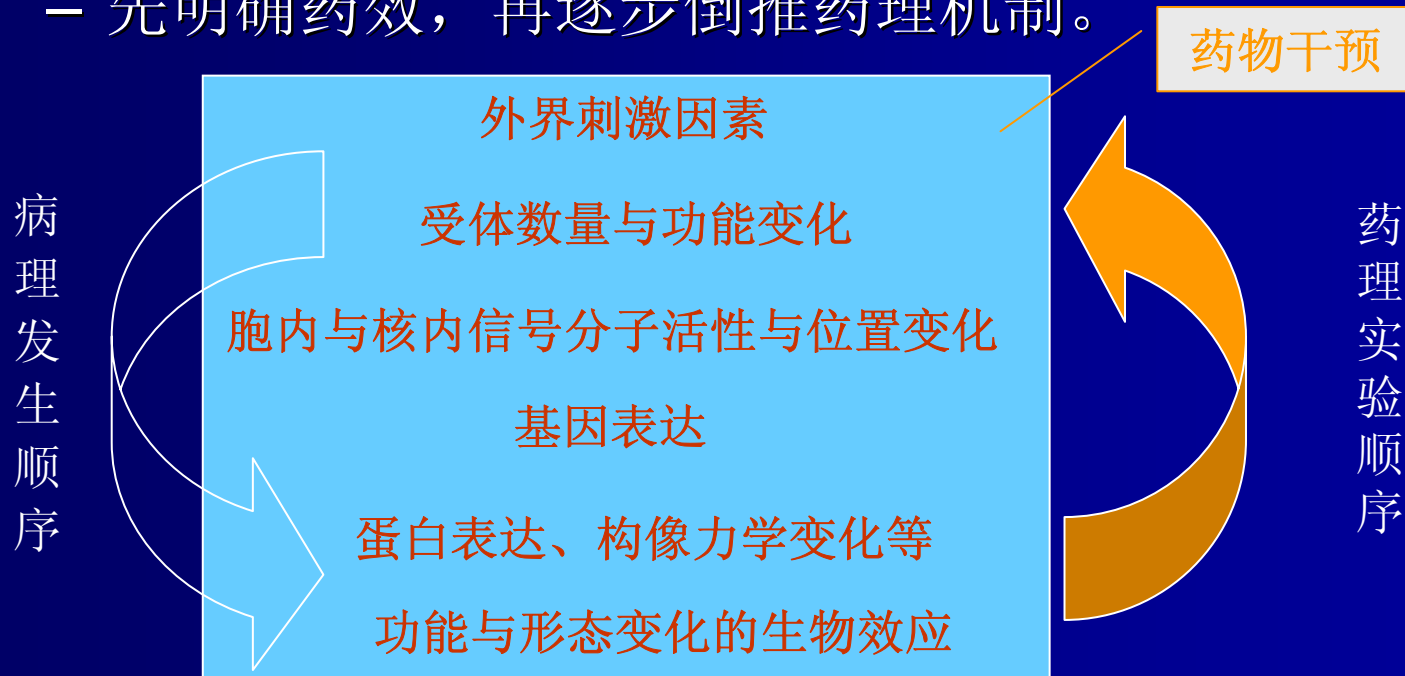 – 先明确药效，再逐步倒推药理机制。
药物干预
外界刺激因素
受体数量与功能变化
胞内与核内信号分子活性与位置变化
基因表达
蛋白表达、构像力学变化等
功能与形态变化的生物效应
病理发生顺序
药理实验顺序